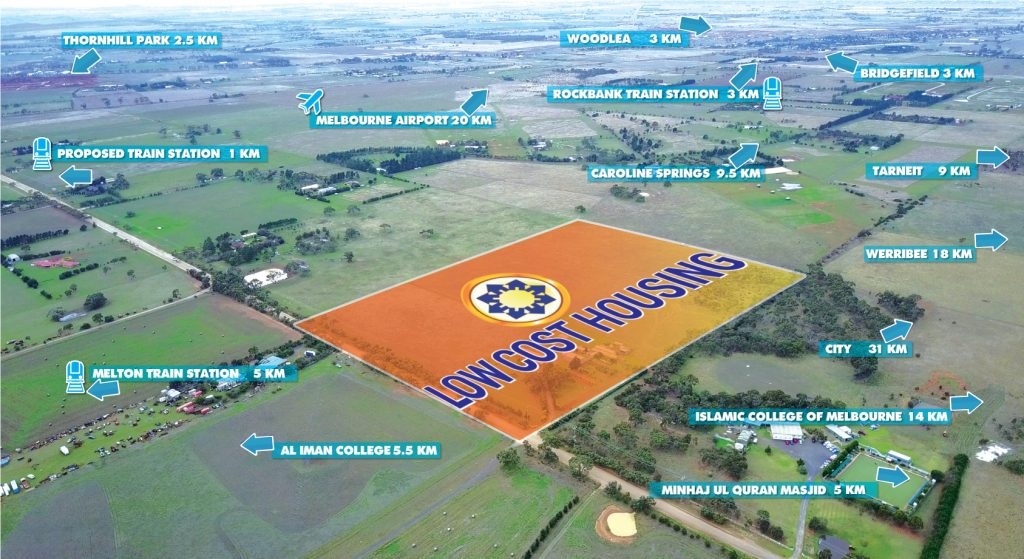 THORNHILL PARK 2.5 KM
WOODLEA 3 KM
BRIDGEFIELD 3 KM
ROCKBANK TRAIN STATION 3 KM
MELBOURNE AIRPORT 20 KM
PROPOSED TRAIN STATION 1 KM
CAROLINE SPRINGS 9.5 KM
TARNEIT 9 KM
WERRIBEE 18 KM
LOW COST HOUSING
CITY 31 KM
MELTON TRAIN STATION 5 KM
ISLAMIC COLLEGE OF MELBOURNE 14 KM
AL IMAN COLLEGE 5.5 KM
MINHAJ UL QURAN MASJID 5 KM